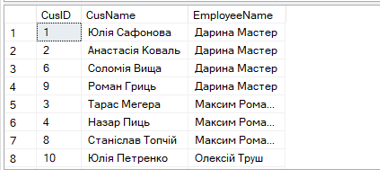 CusID CusName EmployeeName
1 1 Юлія Сафонова Дарина Мастер
2 2 Анастасія Коваль Дарина Мастер
3 6 Соломія Вища Дарина Мастер
4 9 Роман Гриць Дарина Мастер
5 3 Тарас Мегера Максим Рома...
6 4 Назар Пиць Максим Рома...
7 8 Станіслав Топчій Максим Рома...
8 10 Юлія Петренко Олексій Труш